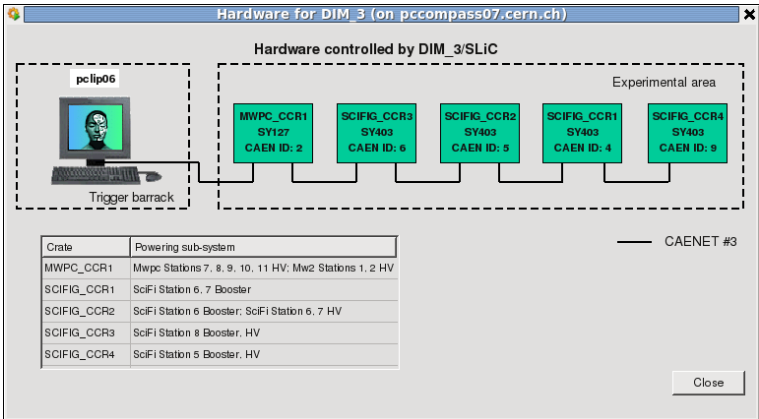 Hardware for DIM_3 (on pccompass07.cern.ch)
Hardware controlled by DIM_3/SLiC
pclip06
Experimental area
MWPC_CCR1
SY127
CAEN ID: 2
SCIFIG_CCR3
SY403
CAEN ID: 6
SCIFIG_CCR2
SY403
CAEN ID: 5
SCIFIG_CCR1
SY403
CAEN ID: 4
SCIFIG_CCR4
SY403
CAEN ID: 9
Trigger barrack
CAENET #3
Crate Powering sub-system
MWPC_CCR1 Mwpc Stations 7, 8, 9, 10, 11 HV; Mw2 Stations 1, 2 HV
SCIFIG_CCR1 SciFi Station 6, 7 Booster
SCIFIG_CCR2 SciFi Station 6 Booster; SciFi Station 6, 7 HV
SCIFIG_CCR3 SciFi Station 8 Booster, HV
SCIFIG_CCR4 SciFi Station 5 Booster, HV
Close